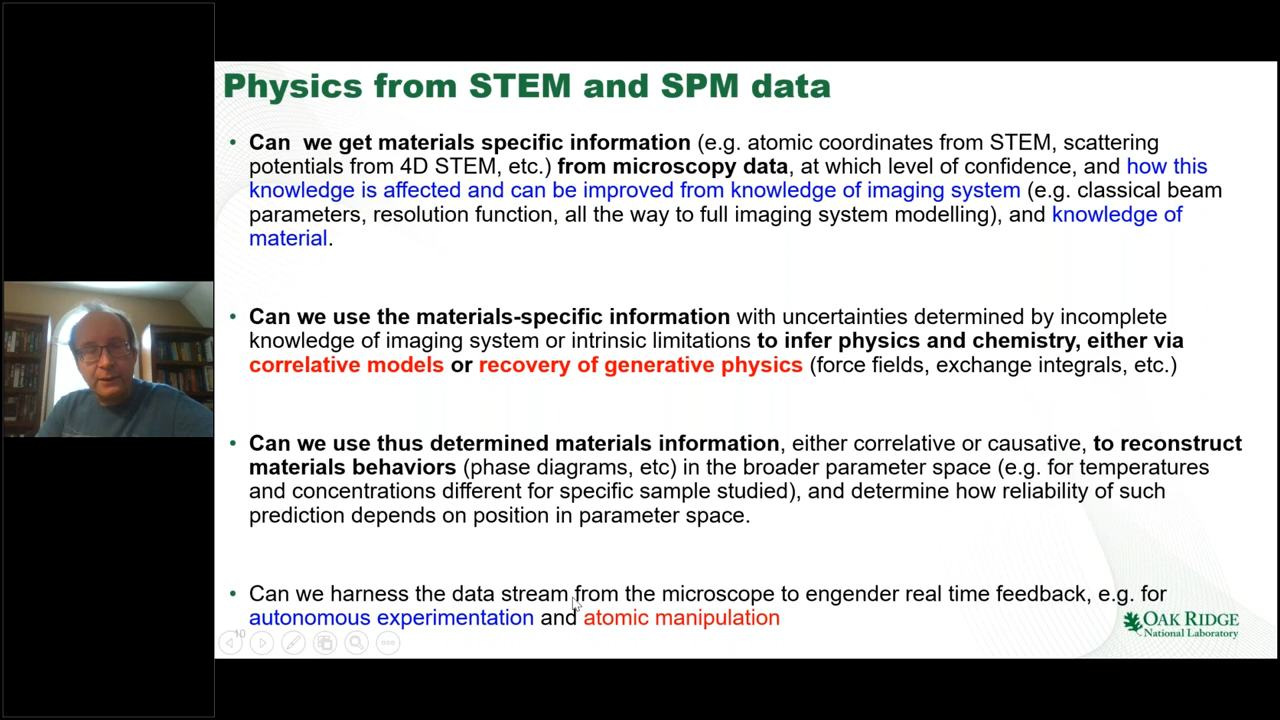 Physics from STEM and SPM data
• Can we get materials specific information (e.g. atomic coordinates from STEM, scattering
potentials from 4D STEM, etc.) from microscopy data, at which level of confidence, and how this
knowledge is affected and can be improved from knowledge of imaging system (e.g. classical beam
parameters, resolution function, all the way to full imaging system modelling), and knowledge of
material.
• Can we use the materials-specific information with uncertainties determined by incomplete
knowledge of imaging system or intrinsic limitations to infer physics and chemistry, either via
correlative models or recovery of generative physics (force fields, exchange integrals, etc.)
• Can we use thus determined materials information, either correlative or causative, to reconstruct
materials behaviors (phase diagrams, etc) in the broader parameter space (e.g. for temperatures
and concentrations different for specific sample studied), and determine how reliability of such
prediction depends on position in parameter space.
• Can we harness the data stream from the microscope to engender real time feedback, e.g. for
autonomous experimentation and atomic manipulation
10
OAK RIDGE
National Laboratory